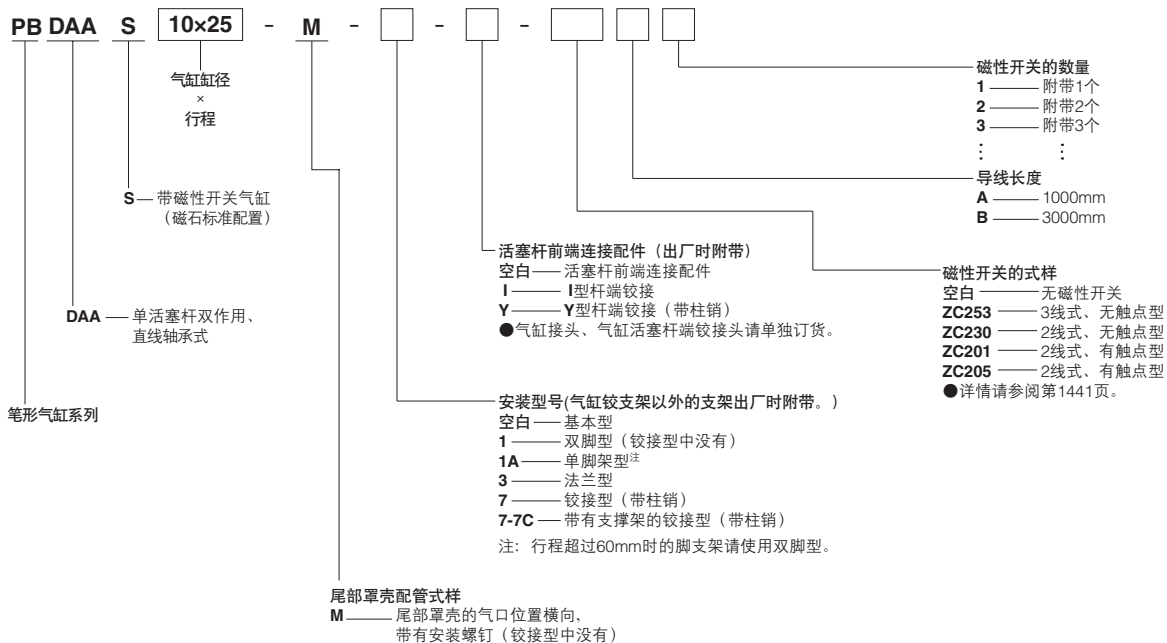 PB DAA S 10×25 - M - - -
气缸缸径
×
行程
磁性开关的数量
1 附带1个
2 附带2个
3 附带3个
⋮ ⋮
导线长度
A 1000mm
B 3000mm
S 带磁性开关气缸
（磁石标准配置）
活塞杆前端连接配件（出厂时附带）
空白 活塞杆前端连接配件
I I型杆端铰接
Y Y型杆端铰接（带柱销）
●气缸接头、气缸活塞杆端铰接头请单独订货。
磁性开关的式样
空白 无磁性开关
ZC253 3线式、无触点型
ZC230 2线式、无触点型
ZC201 2线式、有触点型
ZC205 2线式、有触点型
●详情请参阅第1441页。
DAA 单活塞杆双作用、
直线轴承式
笔形气缸系列
安装型号(气缸铰支架以外的支架出厂时附带。)
空白 基本型
1 双脚型（铰接型中没有）
1A 单脚架型注
3 法兰型
7 铰接型（带柱销）
7-7C 带有支撑架的铰接型（带柱销）
注: 行程超过60mm时的脚支架请使用双脚型。
尾部罩壳配管式样
M 尾部罩壳的气口位置横向,
带有安装螺钉（铰接型中没有）